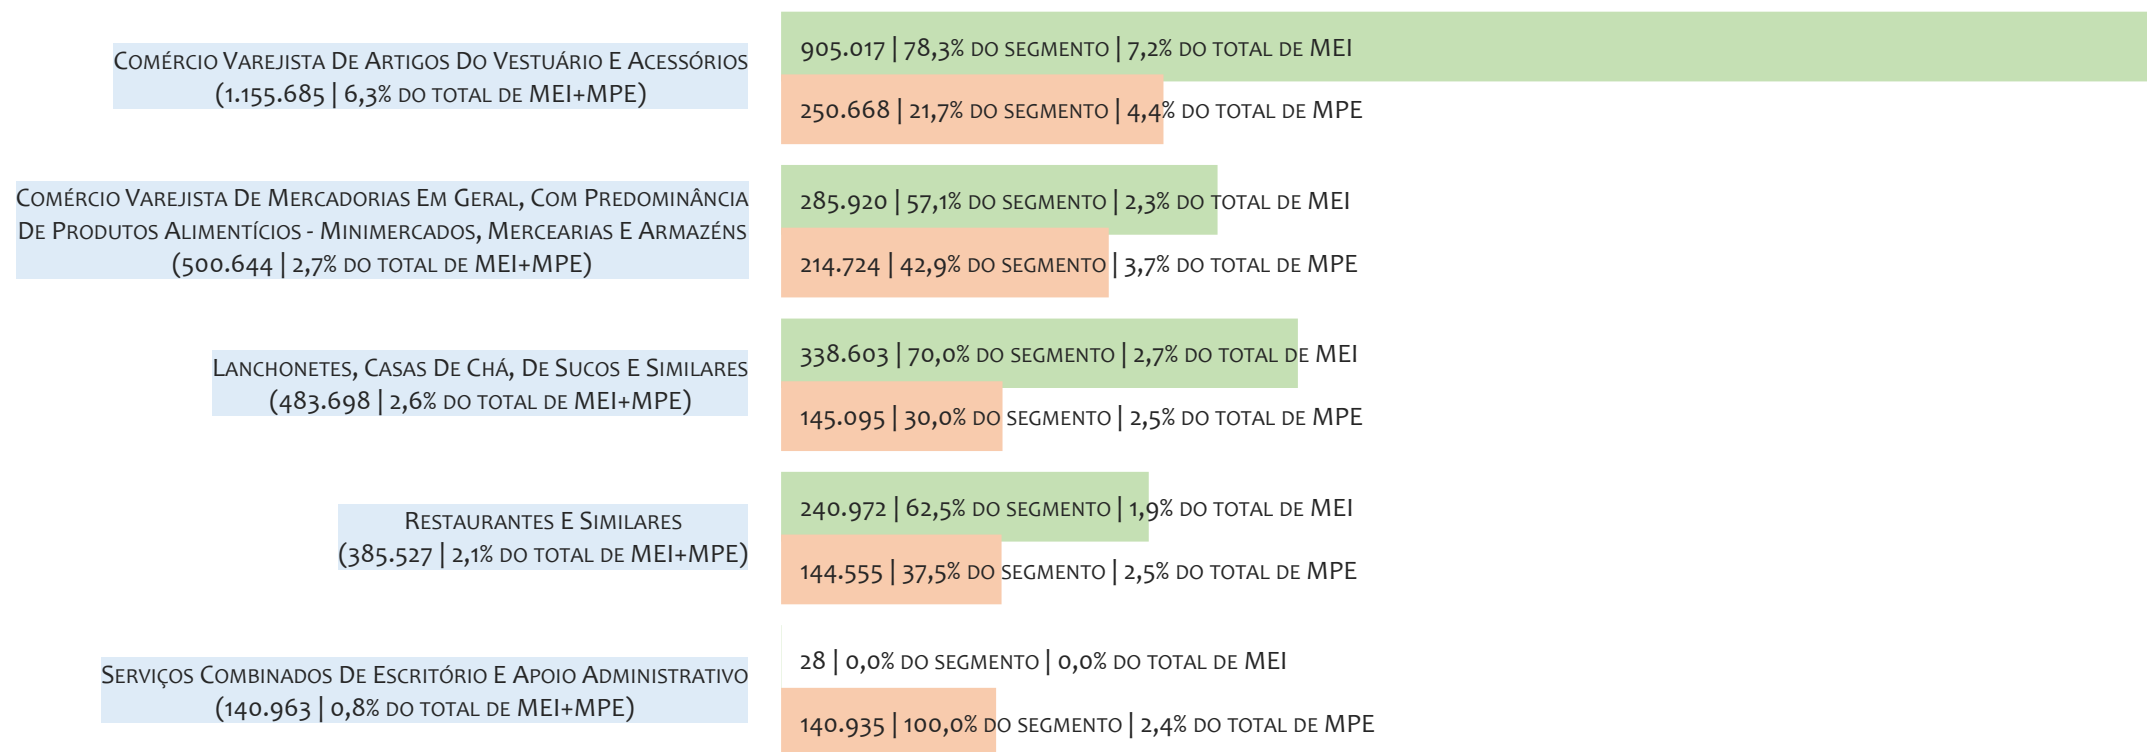 Comércio Varejista De Artigos Do Vestuário E Acessórios
(1.155.685 | 6,3% do total de MEI+MPE)
905.017 | 78,3% do segmento | 7,2% do total de MEI
250.668 | 21,7% do segmento | 4,4% do total de MPE
Comércio Varejista De Mercadorias Em Geral, Com Predominância
De Produtos Alimentícios - Minimercados, Mercearias E Armazéns
(500.644 | 2,7% do total de MEI+MPE)
285.920 | 57,1% do segmento | 2,3% do total de MEI
214.724 | 42,9% do segmento | 3,7% do total de MPE
Lanchonetes, Casas De Chá, De Sucos E Similares
(483.698 | 2,6% do total de MEI+MPE)
338.603 | 70,0% do segmento | 2,7% do total de MEI
145.095 | 30,0% do segmento | 2,5% do total de MPE
Restaurantes E Similares
(385.527 | 2,1% do total de MEI+MPE)
240.972 | 62,5% do segmento | 1,9% do total de MEI
144.555 | 37,5% do segmento | 2,5% do total de MPE
Serviços Combinados De Escritório E Apoio Administrativo
(140.963 | 0,8% do total de MEI+MPE)
28 | 0,0% do segmento | 0,0% do total de MEI
140.935 | 100,0% do segmento | 2,4% do total de MPE